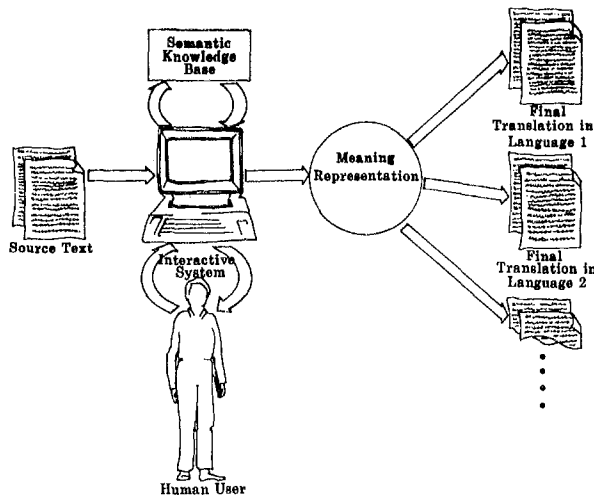 Semantic
Knowledge
Base
Source Text
Interactive
System
Human User
Meaning
Representation
Final
Translation in
Language 1
Final
Translation in
Language 2